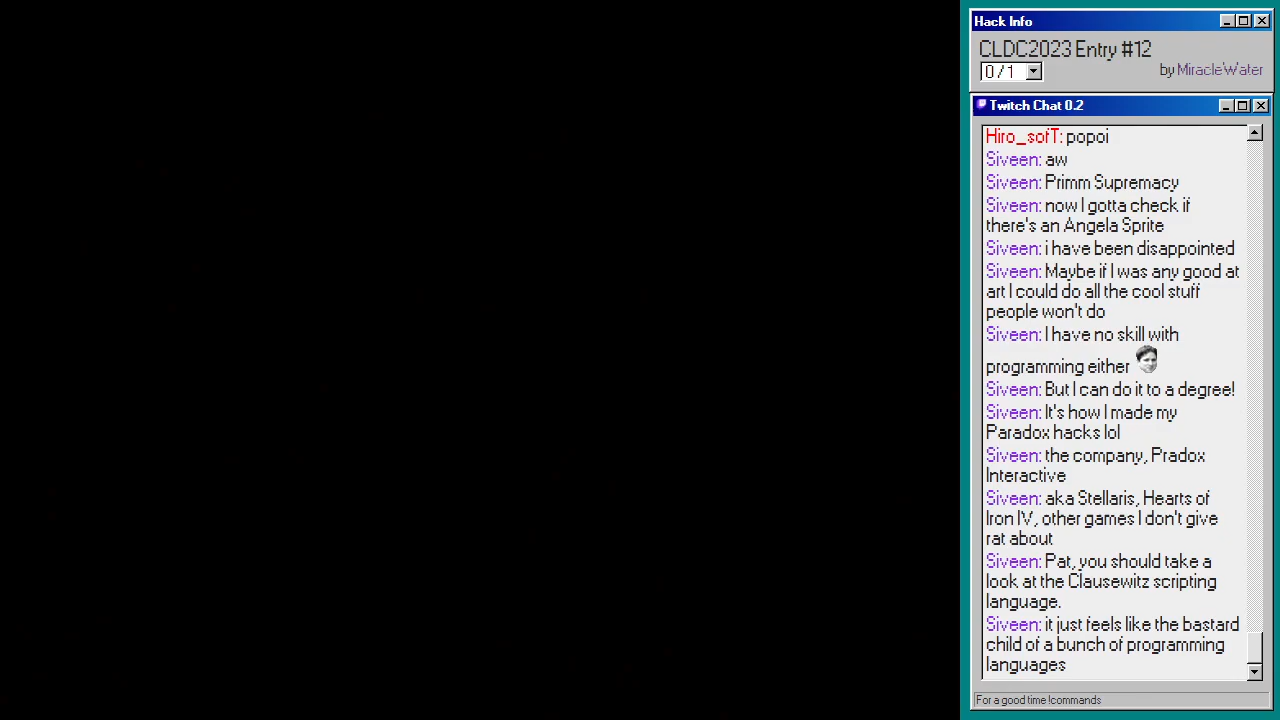 Hack Info
CLDC2023 Entry #12
0/1
by MiracleWater
Twitch Chat 0.2
Hiro_sofT: popoi
Siveen: aw
Siveen: Primm Supremacy
Siveen: now I gotta check if
there's an Angela Sprite
Siveen: i have been disappointed
Siveen: Maybe if I was any good at
art I could do all the cool stuff
people won't do
Siveen: I have no skill with
programming either
Siveen: But I can do it to a degree!
Siveen: It's how I made my
Paradox hacks lol
Siveen: the company, Pradox
Interactive
Siveen: aka Stellaris, Hearts of
Iron IV, other games I don't give
rat about
Siveen: Pat, you should take a
look at the Clausewitz scripting
language.
Siveen: it just feels like the bastard
child of a bunch of programming
languages
For a good time !commands